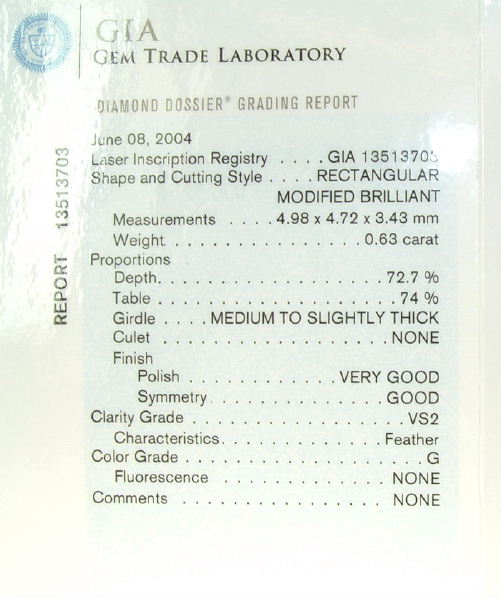 GIA
GEM TRADE LABORATORY
DIAMOND DOSSIER® GRADING REPORT
June 08, 2004
Laser Inscription Registry . . . . GIA 13513703
Shape and Cutting Style . . . . RECTANGULAR
MODIFIED BRILLIANT
Measurements . . . . 4.98 x 4.72 x 3.43 mm
Weight. . . . . . . . . . . . . . . . 0.63 carat
Proportions
Depth. . . . . . . . . . . . . . . . . . 72.7 %
Table . . . . . . . . . . . . . . . . . . . 74 %
Girdle . . . . MEDIUM TO SLIGHTLY THICK
Culet . . . . . . . . . . . . . . . . . . . NONE
Finish
Polish . . . . . . . . . . . . VERY GOOD
Symmetry. . . . . . . . . . . . . . GOOD
Clarity Grade . . . . . . . . . . . . . . . . . VS2
Characteristics. . . . . . . . . . . . Feather
Color Grade . . . . . . . . . . . . . . . . . . . G
Fluorescence . . . . . . . . . . . . . NONE
Comments . . . . . . . . . . . . . . . NONE
REPORT 13513703